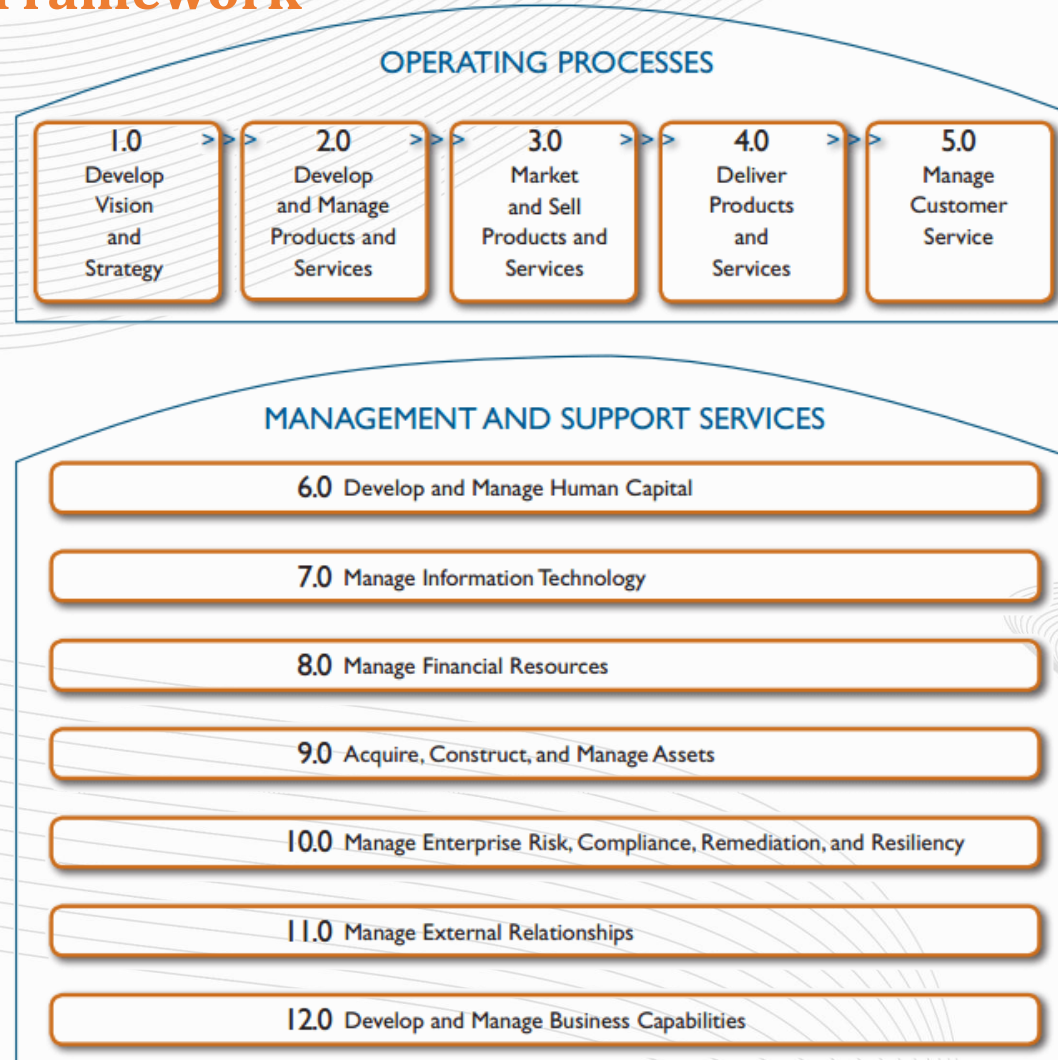 Framework
OPERATING PROCESSES
1.0 > > >
Develop
Vision
and
Strategy
2.0 > > >
Develop
and Manage
Products and
Services
3.0 > > >
Market
and Sell
Products and
Services
4.0 > > >
Deliver
Products
and
Services
5.0
Manage
Customer
Service
MANAGEMENT AND SUPPORT SERVICES
6.0 Develop and Manage Human Capital
7.0 Manage Information Technology
8.0 Manage Financial Resources
9.0 Acquire, Construct, and Manage Assets
10.0 Manage Enterprise Risk, Compliance, Remediation, and Resiliency
11.0 Manage External Relationships
12.0 Develop and Manage Business Capabilities